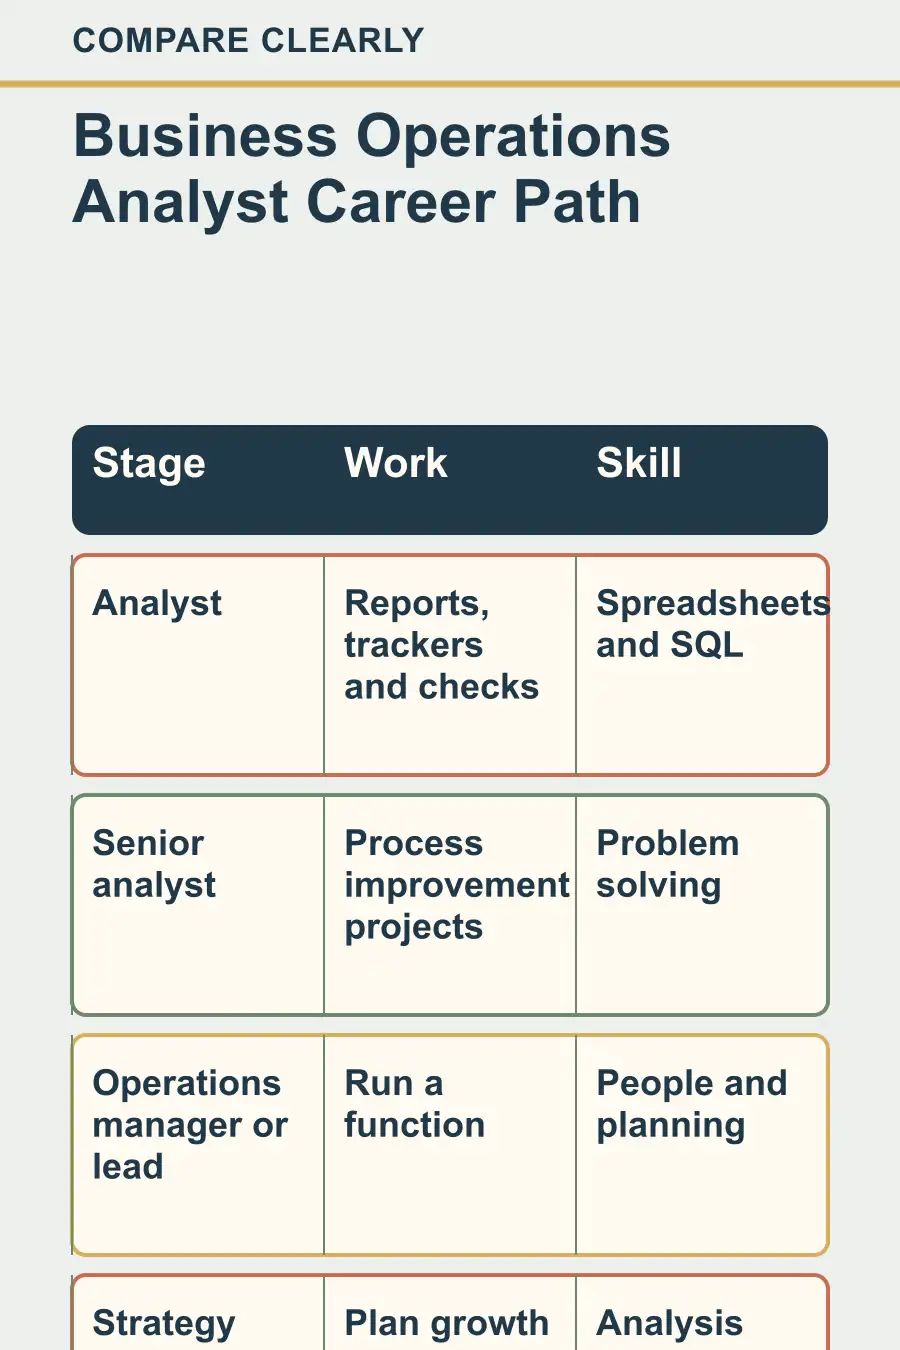 COMPARE CLEARLY
Business Operations
Analyst Career Path
Stage Work Skill
Analyst
Reports,
trackers
and checks
Spreadsheets
and SQL
Senior
analyst
Process
improvement
projects
Problem
solving
Operations
manager or
lead
Run a
function
People and
planning
Strategy
Plan growth
Analysis